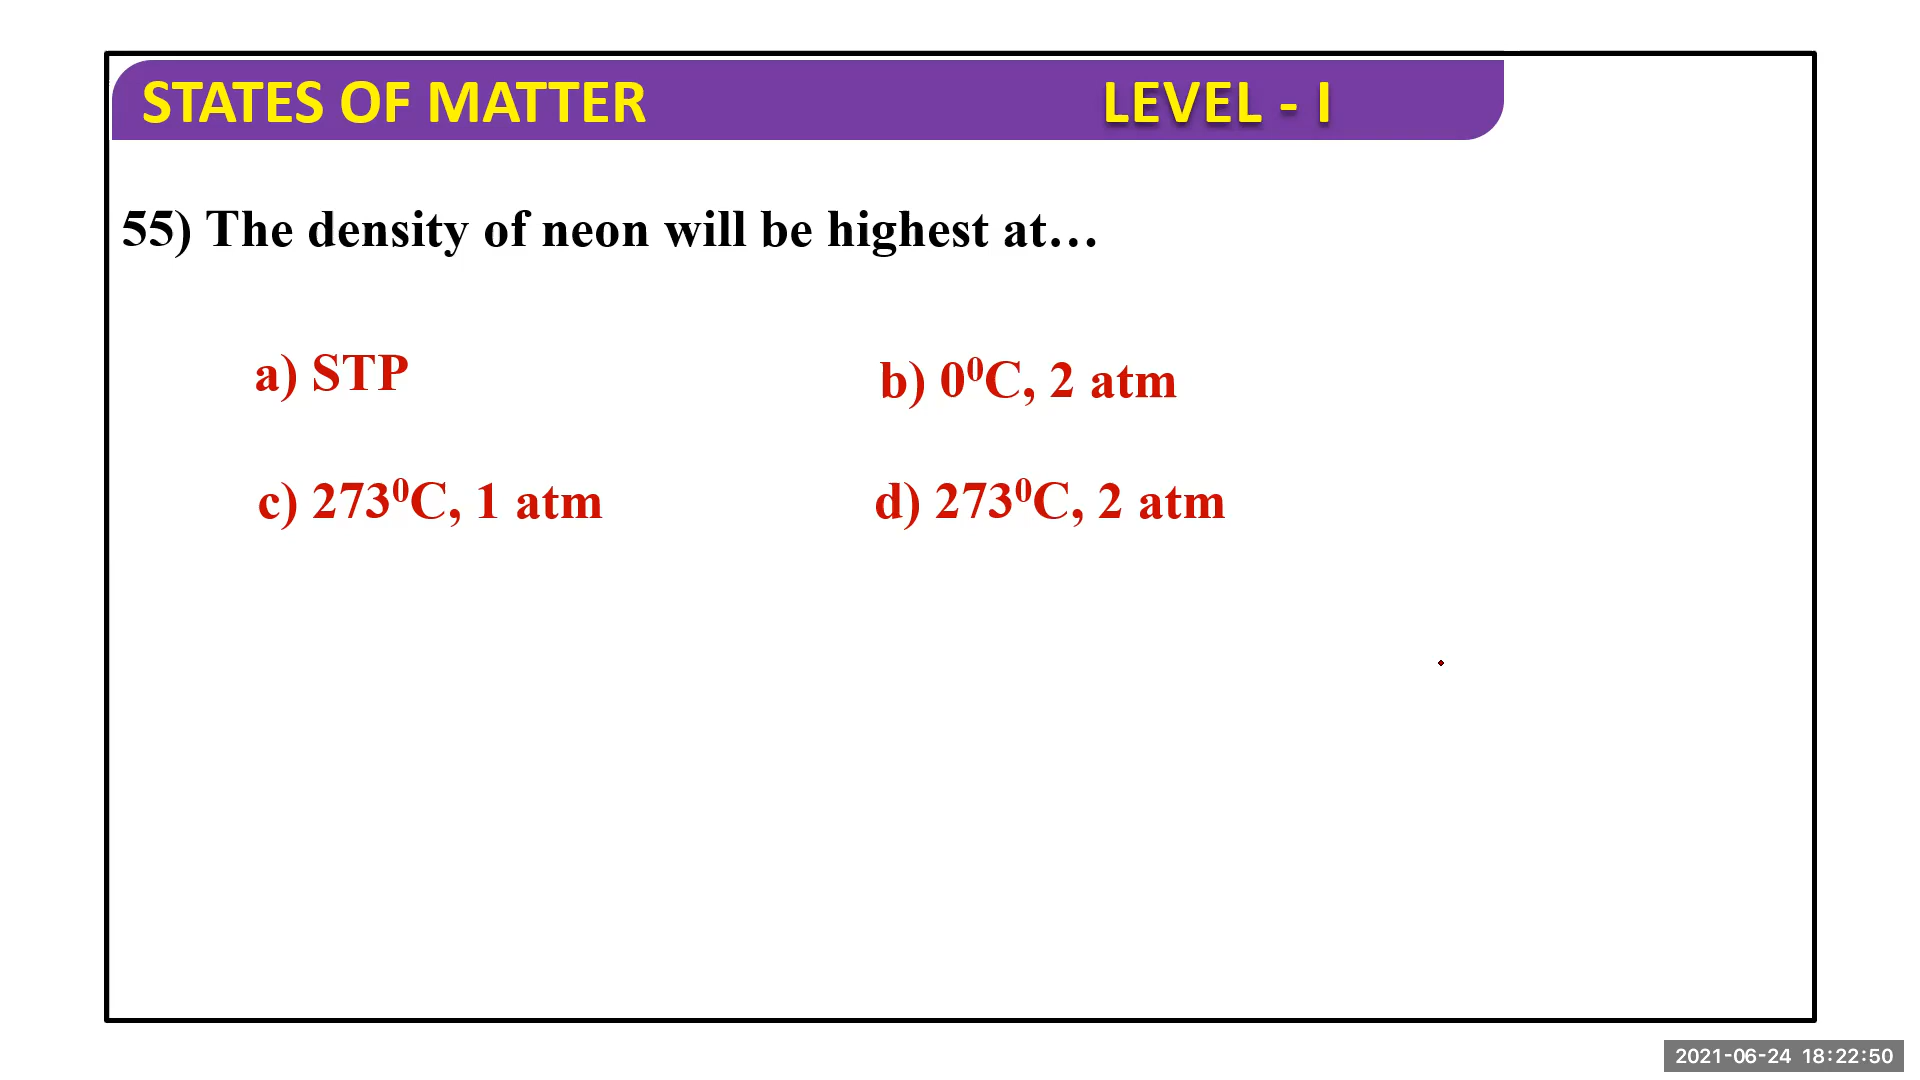 STATES OF MATTER LEVEL - I
55) The density of neon will be highest at…
a) STP b) 0⁰C, 2 atm
c) 273⁰C, 1 atm d) 273⁰C, 2 atm
2021-06-24 18:22:50